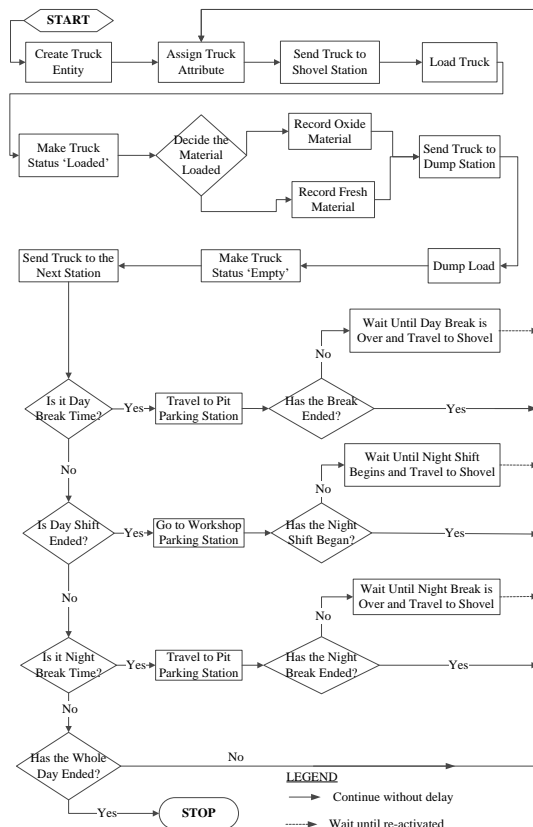 START
Create Truck
Entity
Assign Truck
Attribute
Send Truck to
Shovel Station
Load Truck
Make Truck
Status ‘Loaded’
Decide the
Material
Loaded
Record Oxide
Material
Record Fresh
Material
Send Truck to
Dump Station
Send Truck to the
Next Station
Make Truck
Status ‘Empty’
Dump Load
Wait Until Day Break is
Over and Travel to Shovel
No
Is it Day
Break Time?
Yes
Travel to Pit
Parking Station
Has the Break
Ended?
Yes
No
Wait Until Night Shift
Begins and Travel to Shovel
No
Is Day Shift
Ended?
Yes
Go to Workshop
Parking Station
Has the Night
Shift Began?
Yes
No
Wait Until Night Break is
Over and Travel to Shovel
No
Is it Night
Break Time?
Yes
Travel to Pit
Parking Station
Has the Night
Break Ended?
Yes
No
Has the Whole
Day Ended?
No
Yes
STOP
LEGEND
Continue without delay
Wait until re-activated